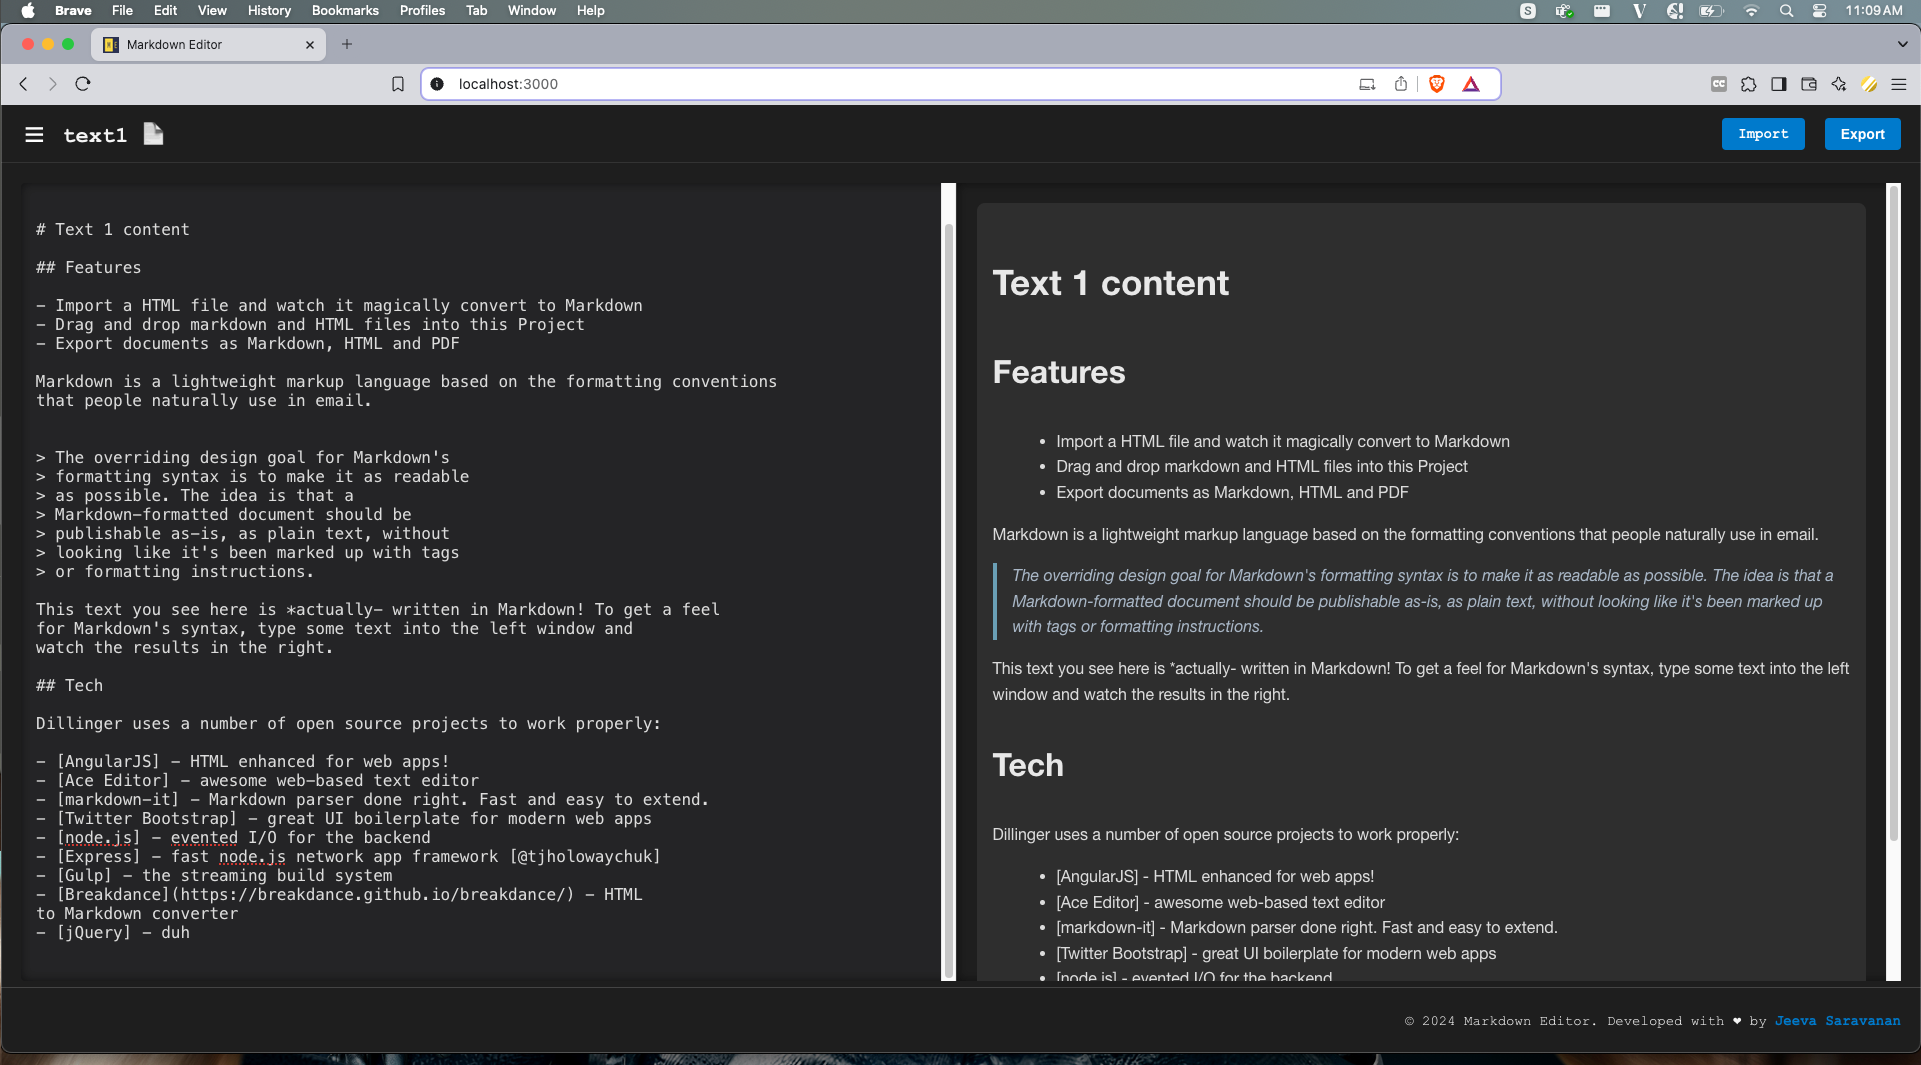 Brave File Edit View History Bookmarks Profiles Tab Window Help S V 11:09 AM
Markdown Editor
localhost:3000 CC
text1 Import Export
# Text 1 content
## Features
- Import a HTML file and watch it magically convert to Markdown
- Drag and drop markdown and HTML files into this Project
- Export documents as Markdown, HTML and PDF
Markdown is a lightweight markup language based on the formatting conventions
that people naturally use in email.
> The overriding design goal for Markdown's
> formatting syntax is to make it as readable
> as possible. The idea is that a
> Markdown-formatted document should be
> publishable as-is, as plain text, without
> looking like it's been marked up with tags
> or formatting instructions.
This text you see here is *actually- written in Markdown! To get a feel
for Markdown's syntax, type some text into the left window and
watch the results in the right.
## Tech
Dillinger uses a number of open source projects to work properly:
- [AngularJS] - HTML enhanced for web apps!
- [Ace Editor] - awesome web-based text editor
- [markdown-it] - Markdown parser done right. Fast and easy to extend.
- [Twitter Bootstrap] - great UI boilerplate for modern web apps
- [node.js] - evented I/O for the backend
- [Express] - fast node.js network app framework [@tjholowaychuk]
- [Gulp] - the streaming build system
- [Breakdance](https://breakdance.github.io/breakdance/) - HTML
to Markdown converter
- [jQuery] - duh
Text 1 content
Features
• Import a HTML file and watch it magically convert to Markdown
• Drag and drop markdown and HTML files into this Project
• Export documents as Markdown, HTML and PDF
Markdown is a lightweight markup language based on the formatting conventions that people naturally use in email.
The overriding design goal for Markdown's formatting syntax is to make it as readable as possible. The idea is that a
Markdown-formatted document should be publishable as-is, as plain text, without looking like it's been marked up
with tags or formatting instructions.
This text you see here is *actually- written in Markdown! To get a feel for Markdown's syntax, type some text into the left
window and watch the results in the right.
Tech
Dillinger uses a number of open source projects to work properly:
• [AngularJS] - HTML enhanced for web apps!
• [Ace Editor] - awesome web-based text editor
• [markdown-it] - Markdown parser done right. Fast and easy to extend.
• [Twitter Bootstrap] - great UI boilerplate for modern web apps
• [node.js] - evented I/O for the backend
© 2024 Markdown Editor. Developed with ❤ by Jeeva Saravanan